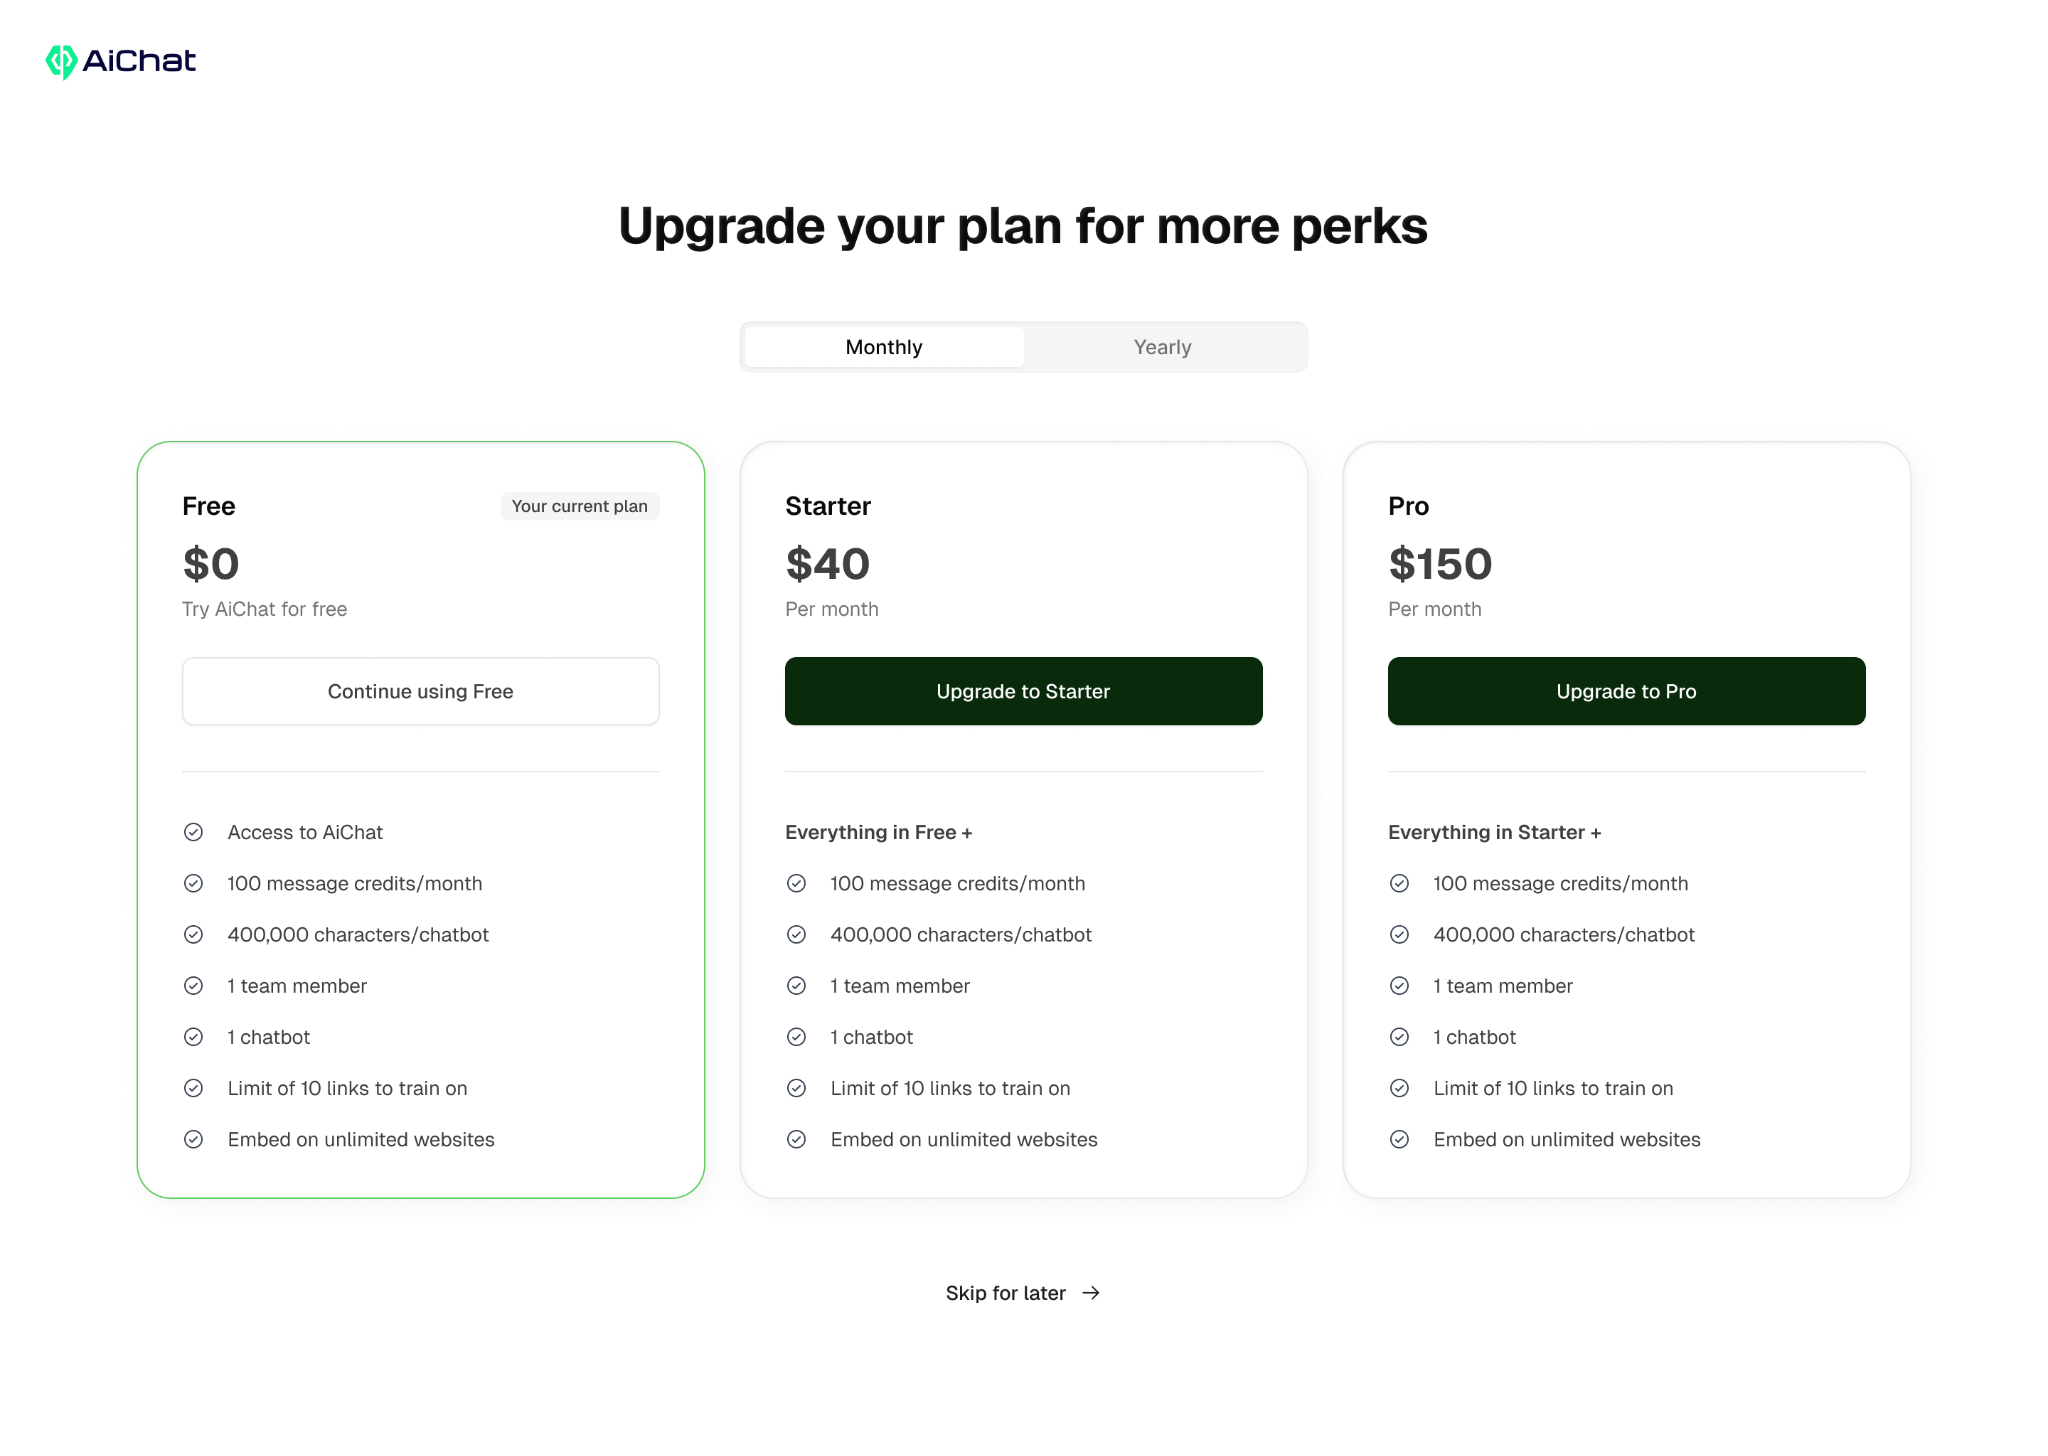 AiChat
Upgrade your plan for more perks
Monthly
Yearly
Free
Your current plan
$0
Try AiChat for free
Continue using Free
Access to AiChat
100 message credits/month
400,000 characters/chatbot
1 team member
1 chatbot
Limit of 10 links to train on
Embed on unlimited websites
Starter
$40
Per month
Upgrade to Starter
Everything in Free +
100 message credits/month
400,000 characters/chatbot
1 team member
1 chatbot
Limit of 10 links to train on
Embed on unlimited websites
Pro
$150
Per month
Upgrade to Pro
Everything in Starter +
100 message credits/month
400,000 characters/chatbot
1 team member
1 chatbot
Limit of 10 links to train on
Embed on unlimited websites
Skip for later →